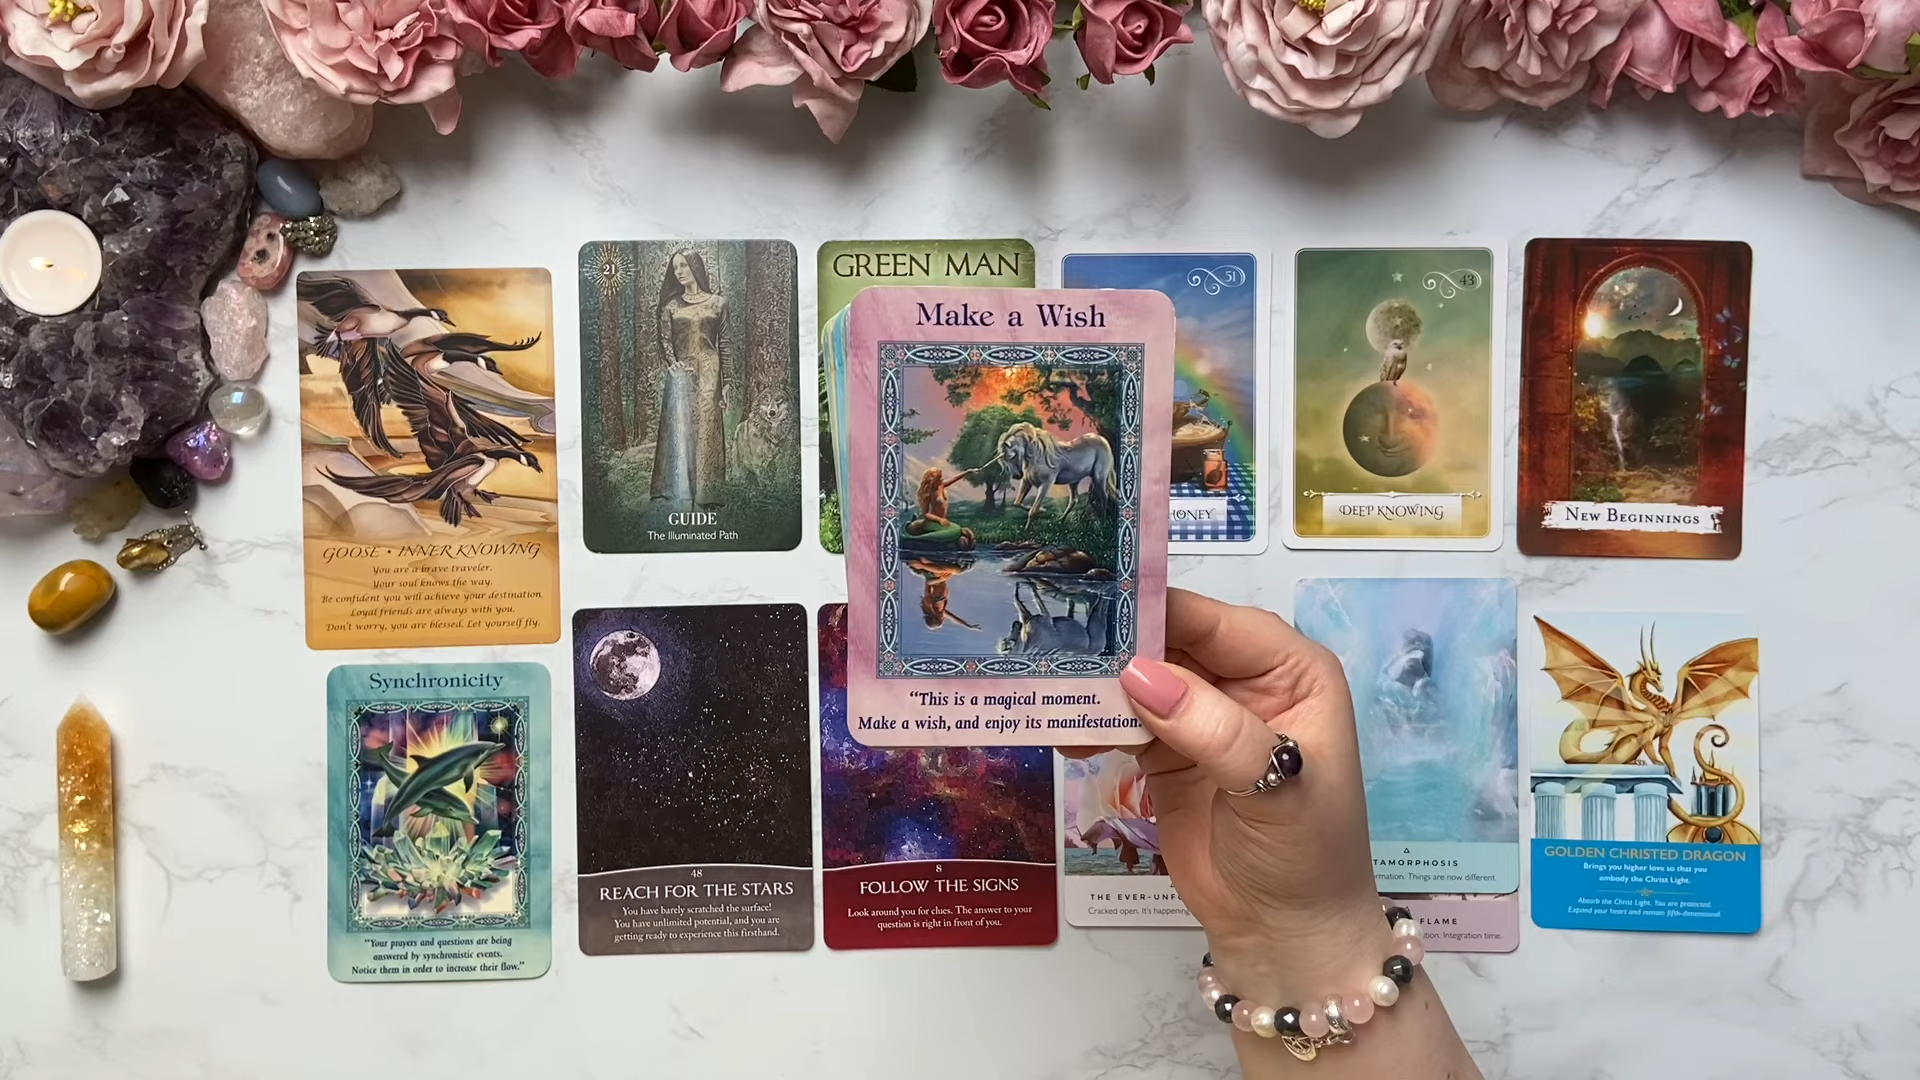 GOOSE • INNER KNOWING
You are a brave traveler.
Your soul knows the way.
Be confident you will achieve your destination.
Loyal friends are always with you.
Don't worry, you are blessed. Let yourself fly.
21
GUIDE
The Illuminated Path
GREEN MAN
Make a Wish
"This is a magical moment.
Make a wish, and enjoy its manifestation.
51
HONEY
43
DEEP KNOWING
NEW BEGINNINGS
Synchronicity
"Your prayers and questions are being
answered by synchronistic events.
Notice them in order to increase their flow."
48
REACH FOR THE STARS
You have barely scratched the surface!
You have unlimited potential, and you are
getting ready to experience this firsthand.
8
FOLLOW THE SIGNS
Look around you for clues. The answer to your
question is right in front of you.
THE EVER-UNFO
Cracked open. It's happening
TAMORPHOSIS
ormation. Things are now different.
FLAME
ution. Integration time.
GOLDEN CHRISTED DRAGON
Brings you higher love so that you
embody the Christ Light.
Absorb the Christ Light. You are protected.
Expand your heart and remain fifth-dimensional.